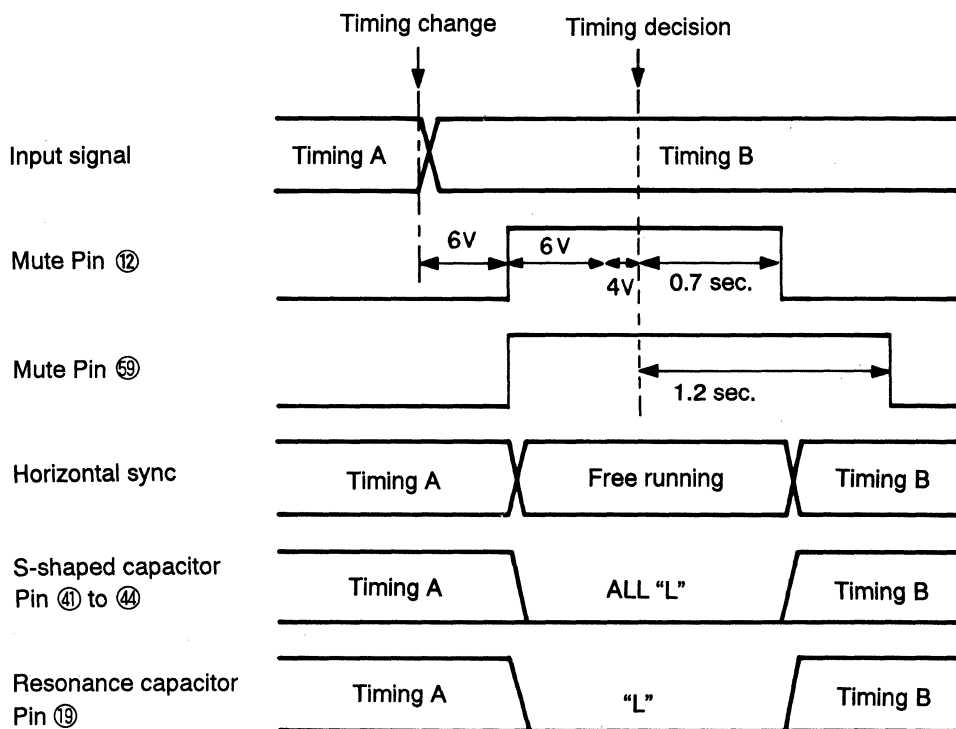 Timing change
Timing decision
Input signal
Timing A
Timing B
Mute Pin ⑫
6V
6V
4V
0.7 sec.
Mute Pin 59
1.2 sec.
Horizontal sync
Timing A
Free running
Timing B
S-shaped capacitor
Pin ㊶ to ㊹
Timing A
ALL “L”
Timing B
Resonance capacitor
Pin ⑲
Timing A
“L”
Timing B